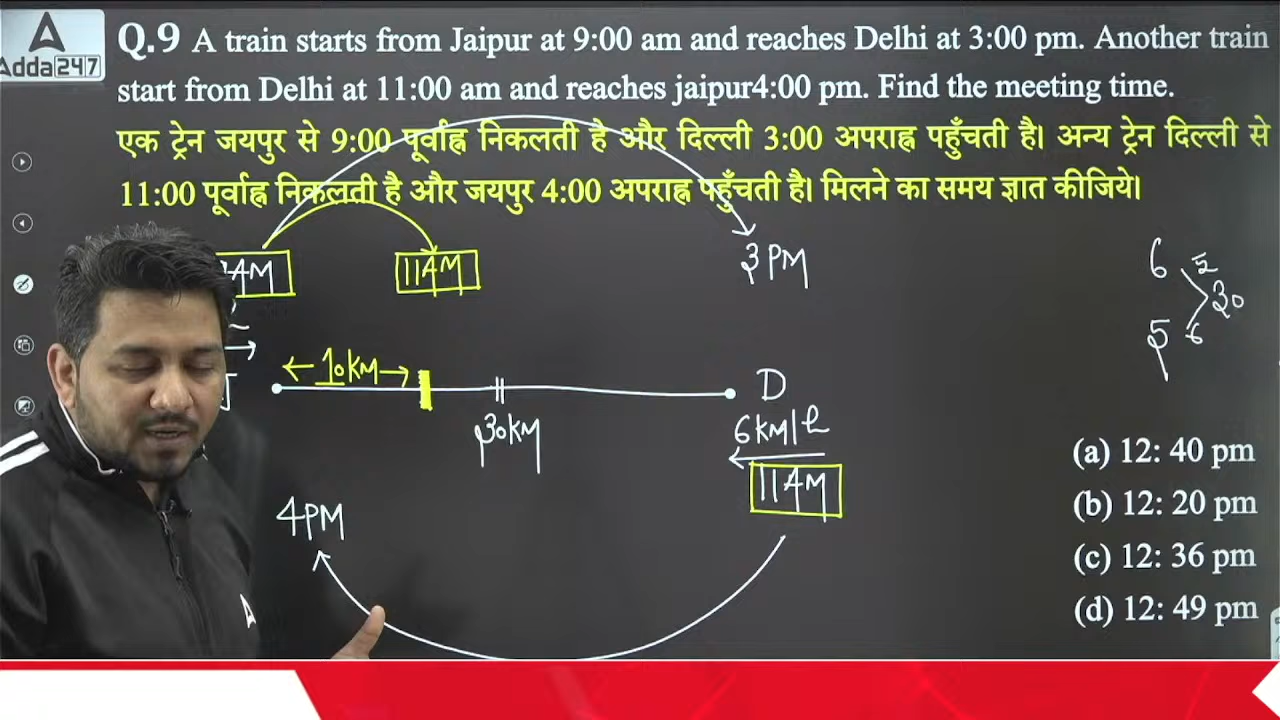 Adda247
Q.9 A train starts from Jaipur at 9:00 am and reaches Delhi at 3:00 pm. Another train
start from Delhi at 11:00 am and reaches jaipur4:00 pm. Find the meeting time.
एक ट्रेन जयपुर से 9:00 पूर्वाह्न निकलती है और दिल्ली 3:00 अपराह्न पहुँचती है। अन्य ट्रेन दिल्ली से
11:00 पूर्वाह्न निकलती है और जयपुर 4:00 अपराह्न पहुँचती है। मिलने का समय ज्ञात कीजिये।
AM
11AM
3PM
6
5
30
5
6
10KM
J
D
30KM
6KM/h
11AM
4PM
(a) 12: 40 pm
(b) 12: 20 pm
(c) 12: 36 pm
(d) 12: 49 pm